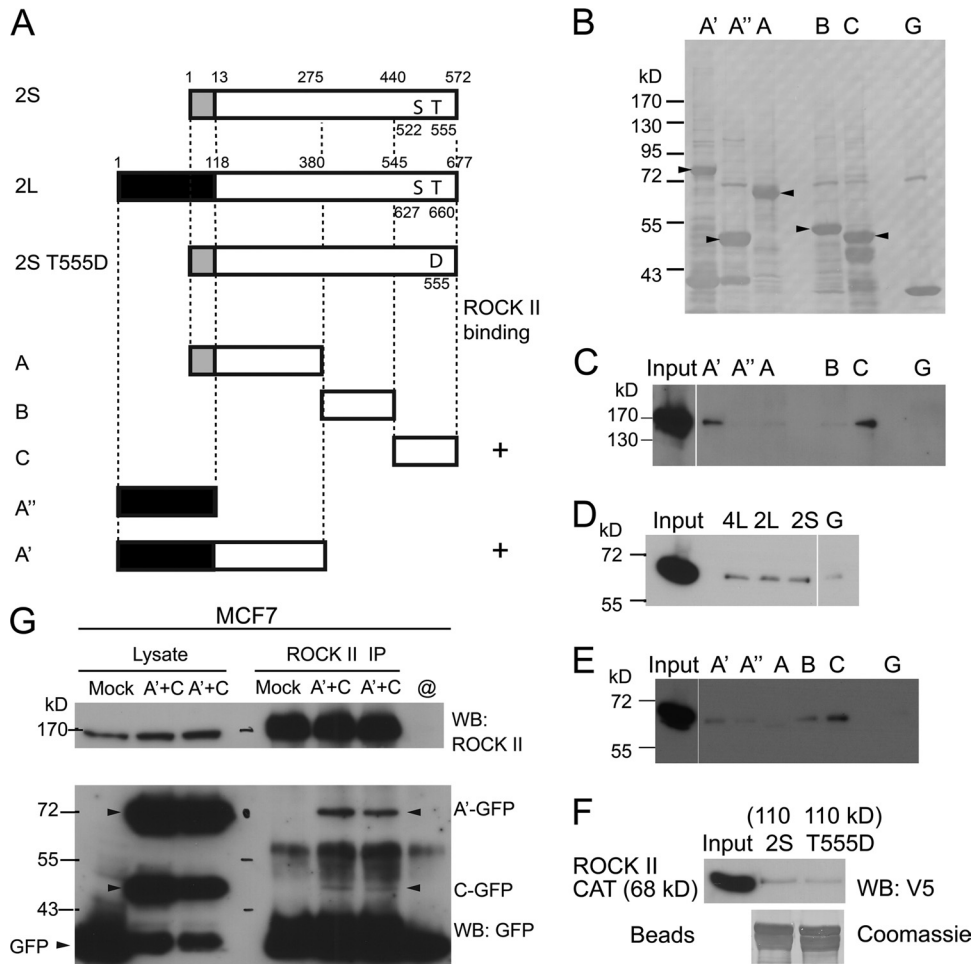 A
1 13 275 440 572
2S
S T
522 555
1 118 380 545 677
2L
S T
627 660
2S T555D
D
555
ROCK II
binding
A
B
C +
A"
A' +
B
A' A" A B C G
kD
170
130
95
72
55
43
C
Input A' A" A B C G
kD
170
130
D
Input 4L 2L 2S G
kD
72
55
E
Input A' A" A B C G
72
55
F
(110 110 kD)
Input 2S T555D
ROCK II
CAT (68 kD)
WB: V5
Beads
Coomassie
G
MCF7
Lysate ROCK II IP
Mock A'+C A'+C Mock A'+C A'+C @
kD
170
WB:
ROCK II
72
A'-GFP
55
C-GFP
43
WB: GFP
GFP